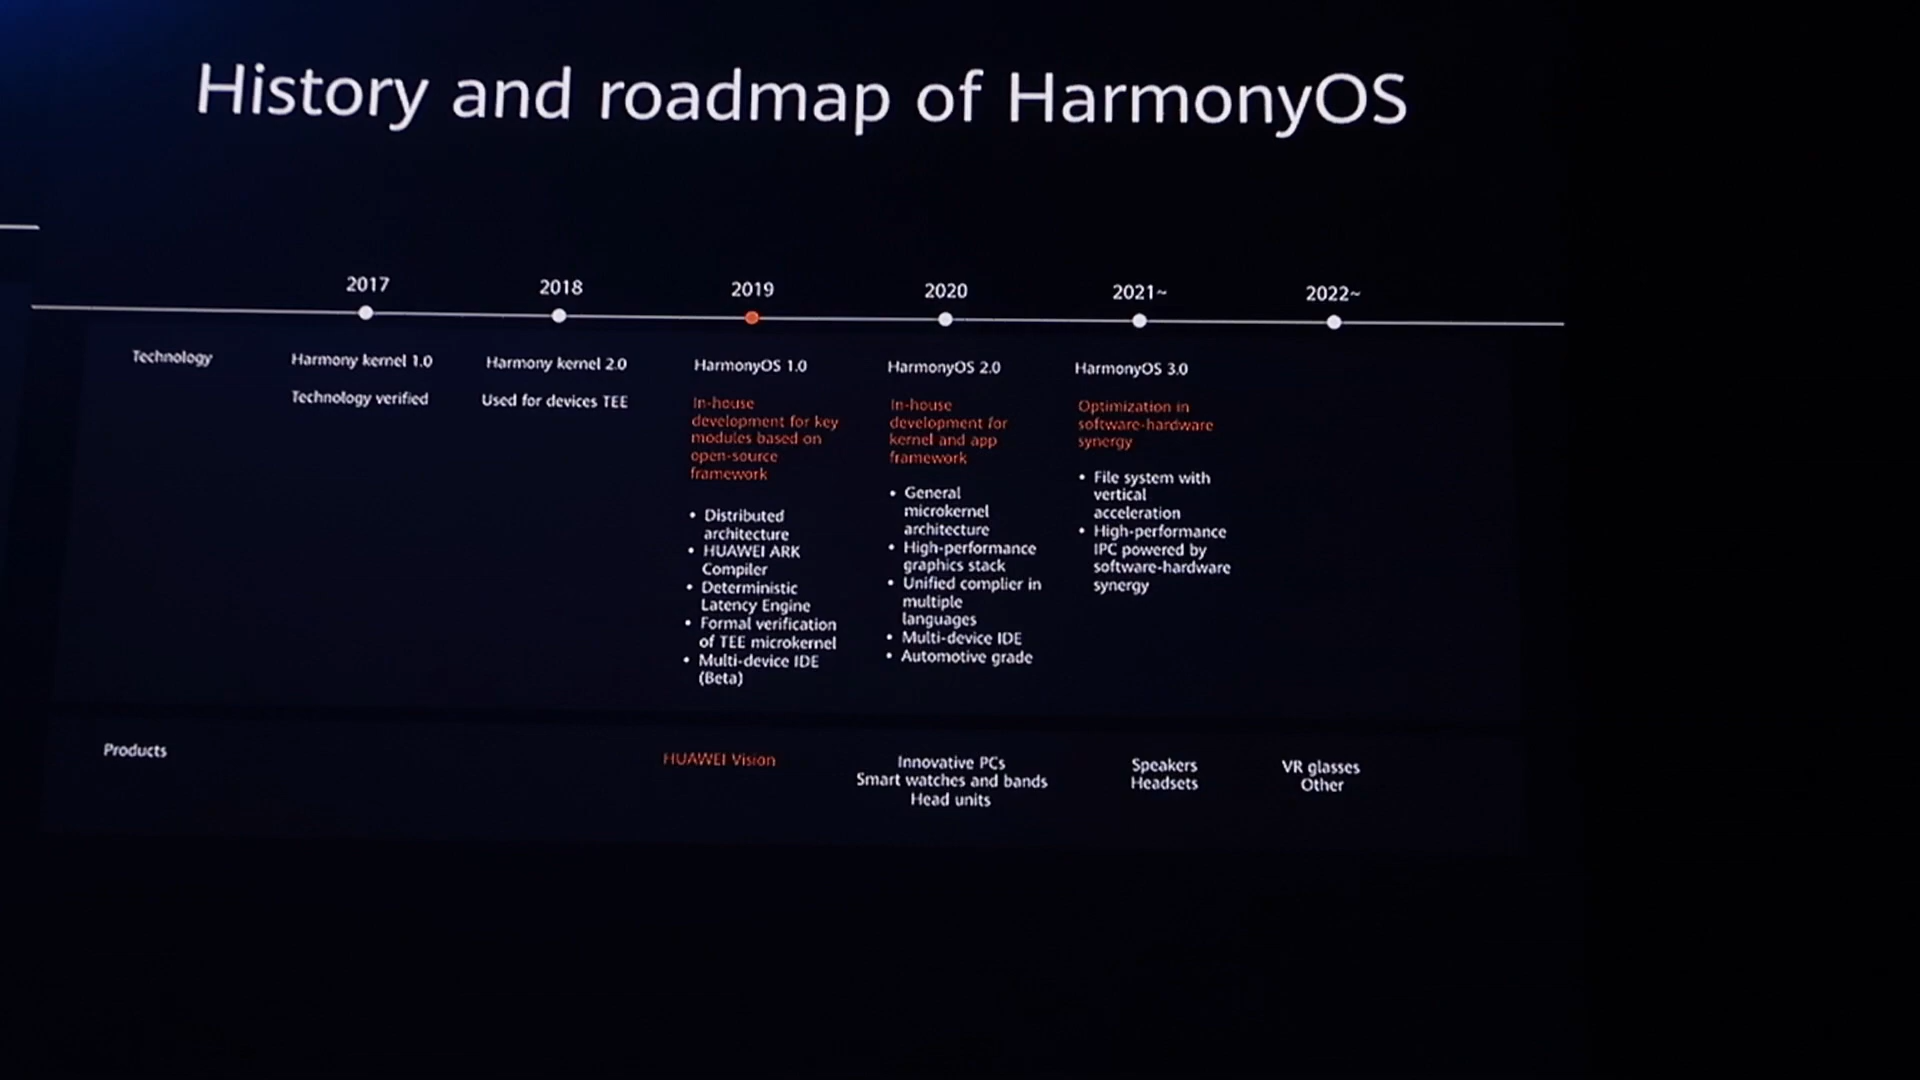 History and roadmap of HarmonyOS
2017
2018
2019
2020
2021~
2022~
Technology
Harmony kernel 1.0
Technology verified
Harmony kernel 2.0
Used for devices TEE
HarmonyOS 1.0
In-house
development for key
modules based on
open-source
framework
• Distributed
architecture
• HUAWEI ARK
Compiler
• Deterministic
Latency Engine
• Formal verification
of TEE microkernel
• Multi-device IDE
(Beta)
HarmonyOS 2.0
In-house
development for
kernel and app
framework
• General
microkernel
architecture
• High-performance
graphics stack
• Unified complier in
multiple
languages
• Multi-device IDE
• Automotive grade
HarmonyOS 3.0
Optimization in
software-hardware
synergy
• File system with
vertical
acceleration
• High-performance
IPC powered by
software-hardware
synergy
Products
HUAWEI Vision
Innovative PCs
Smart watches and bands
Head units
Speakers
Headsets
VR glasses
Other